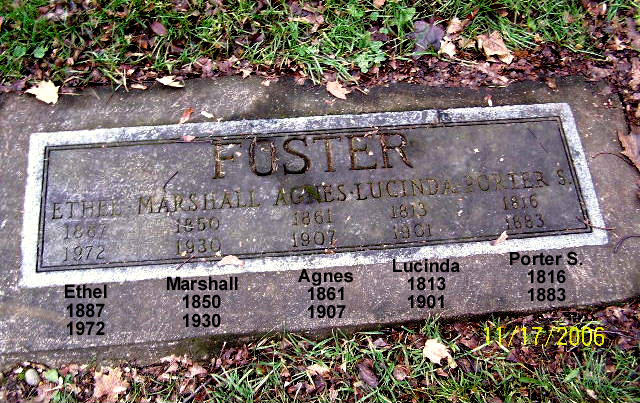 FOSTER
ETHEL MARSHALL AGNES LUCINDA PORTER S.
1887 1850 1861 1813 1816
1972 1930 1907 1901 1883
Ethel Marshall Agnes Lucinda Porter S.
1887 1850 1861 1813 1816
1972 1930 1907 1901 1883
11/17/2006